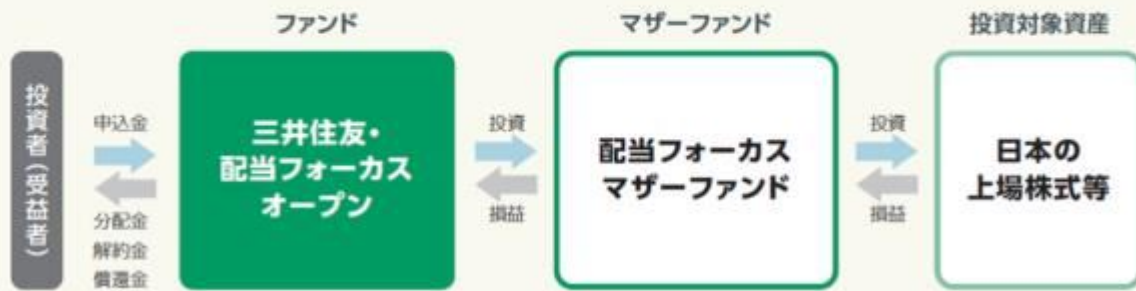 ファンド
マザーファンド
投資対象資産
投資者(受益者)
申込金
分配金
解約金
償還金
三井住友・
配当フォーカス
オープン
投資
損益
配当フォーカス
マザーファンド
投資
損益
日本の
上場株式等